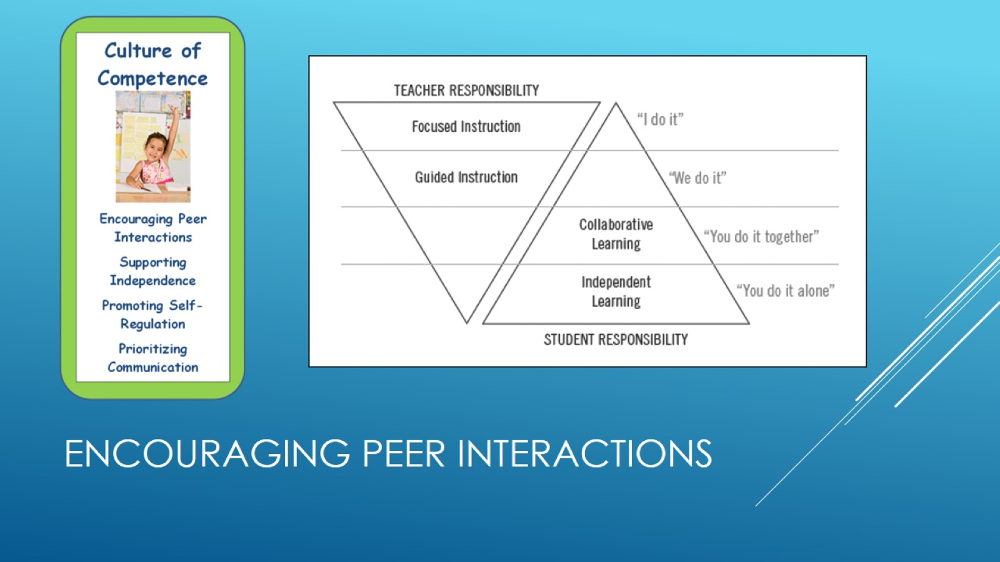 Culture of
Competence
Encouraging Peer
Interactions
Supporting
Independence
Promoting Self-
Regulation
Prioritizing
Communication
TEACHER RESPONSIBILITY
Focused Instruction
“I do it”
Guided Instruction
“We do it”
Collaborative
Learning
“You do it together”
Independent
Learning
“You do it alone”
STUDENT RESPONSIBILITY
ENCOURAGING PEER INTERACTIONS